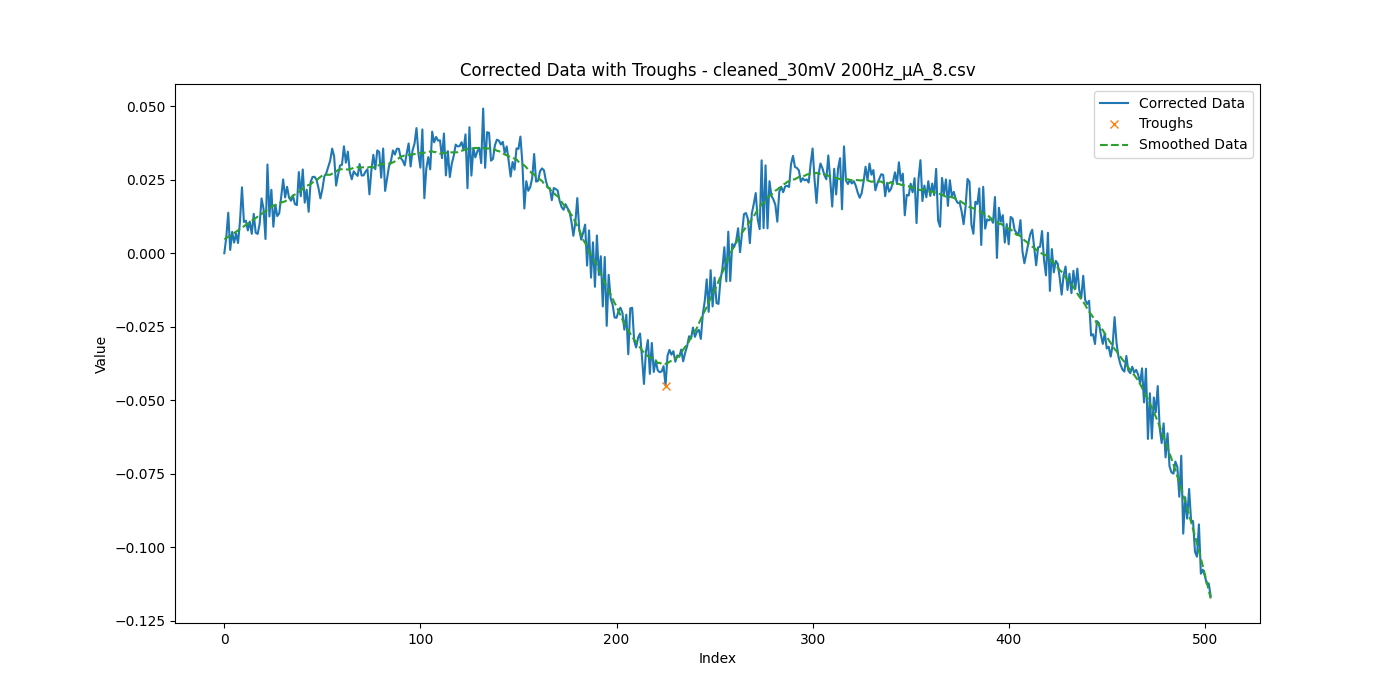 Corrected Data with Troughs - cleaned_30mV 200Hz_μA_8.csv
Corrected Data
Troughs
Smoothed Data
Value
0.050
0.025
0.000
−0.025
−0.050
−0.075
−0.100
−0.125
0 100 200 300 400 500
Index